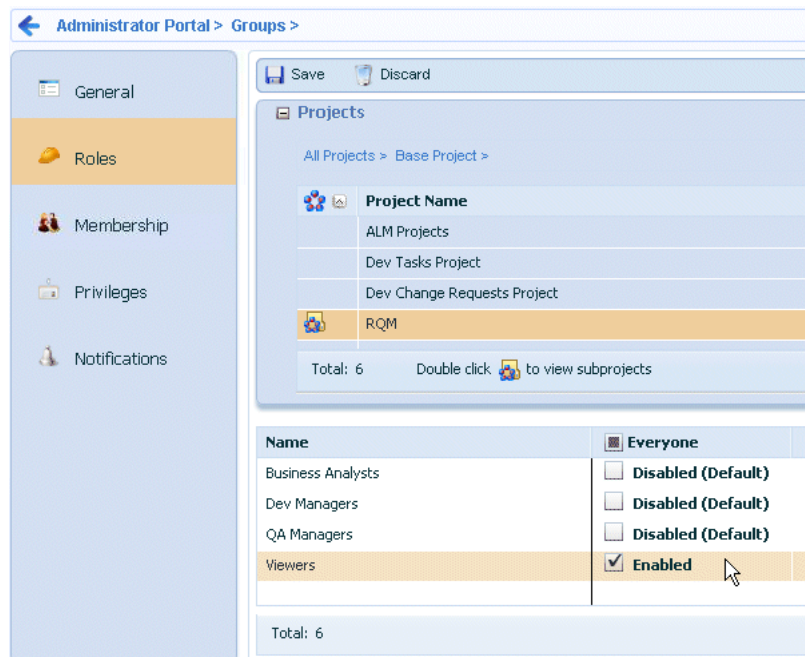 Administrator Portal > Groups >
General
Roles
Membership
Privileges
Notifications
Save Discard
Projects
All Projects > Base Project >
Project Name
ALM Projects
Dev Tasks Project
Dev Change Requests Project
RQM
Total: 6 Double click to view subprojects
Name Everyone
Business Analysts Disabled (Default)
Dev Managers Disabled (Default)
QA Managers Disabled (Default)
Viewers Enabled
Total: 6